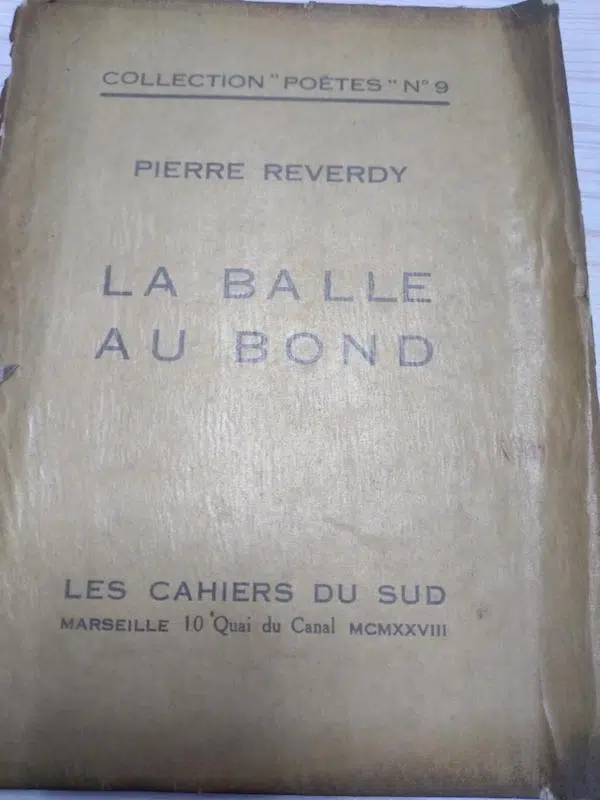 COLLECTION "POÈTES" N° 9
PIERRE REVERDY
LA BALLE
AU BOND
LES CAHIERS DU SUD
MARSEILLE 10 Quai du Canal MCMXXVIII